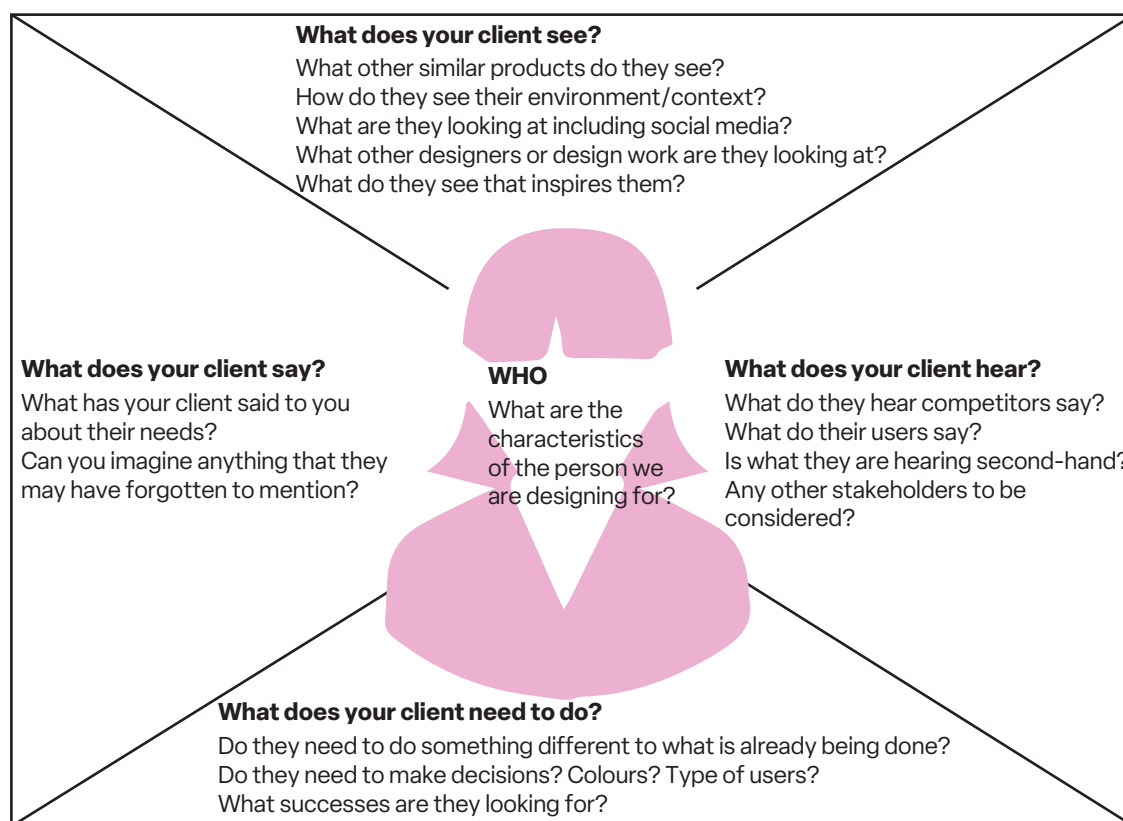 What does your client see?
What other similar products do they see?
How do they see their environment/context?
What are they looking at including social media?
What other designers or design work are they looking at?
What do they see that inspires them?
What does your client say?
What has your client said to you
about their needs?
Can you imagine anything that they
may have forgotten to mention?
WHO
What are the
characteristics
of the person we
are designing for?
What does your client hear?
What do they hear competitors say?
What do their users say?
Is what they are hearing second-hand?
Any other stakeholders to be
considered?
What does your client need to do?
Do they need to do something different to what is already being done?
Do they need to make decisions? Colours? Type of users?
What successes are they looking for?